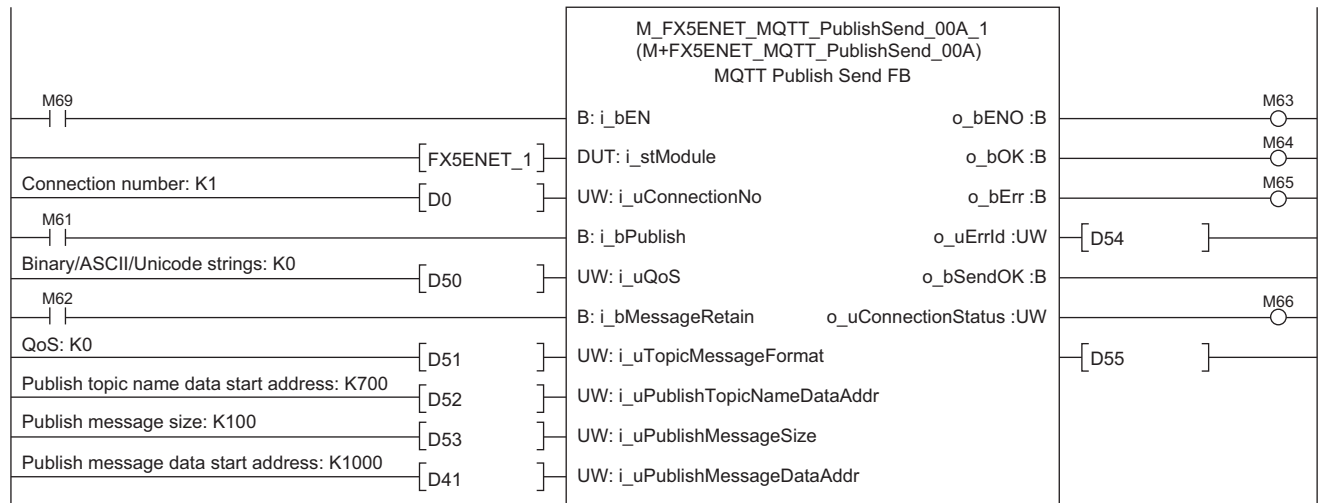 M_FX5ENET_MQTT_PublishSend_00A_1
(M+FX5ENET_MQTT_PublishSend_00A)
MQTT Publish Send FB
M69
B: i_bEN
o_bENO :B
M63
[FX5ENET_1]
DUT: i_stModule
o_bOK :B
M64
Connection number: K1
[D0 ]
UW: i_uConnectionNo
o_bErr :B
M65
M61
B: i_bPublish
o_uErrId :UW
[D54 ]
Binary/ASCII/Unicode strings: K0
[D50 ]
UW: i_uQoS
o_bSendOK :B
M62
B: i_bMessageRetain
o_uConnectionStatus :UW
M66
QoS: K0
[D51 ]
UW: i_uTopicMessageFormat
[D55 ]
Publish topic name data start address: K700
[D52 ]
UW: i_uPublishTopicNameDataAddr
Publish message size: K100
[D53 ]
UW: i_uPublishMessageSize
Publish message data start address: K1000
[D41 ]
UW: i_uPublishMessageDataAddr